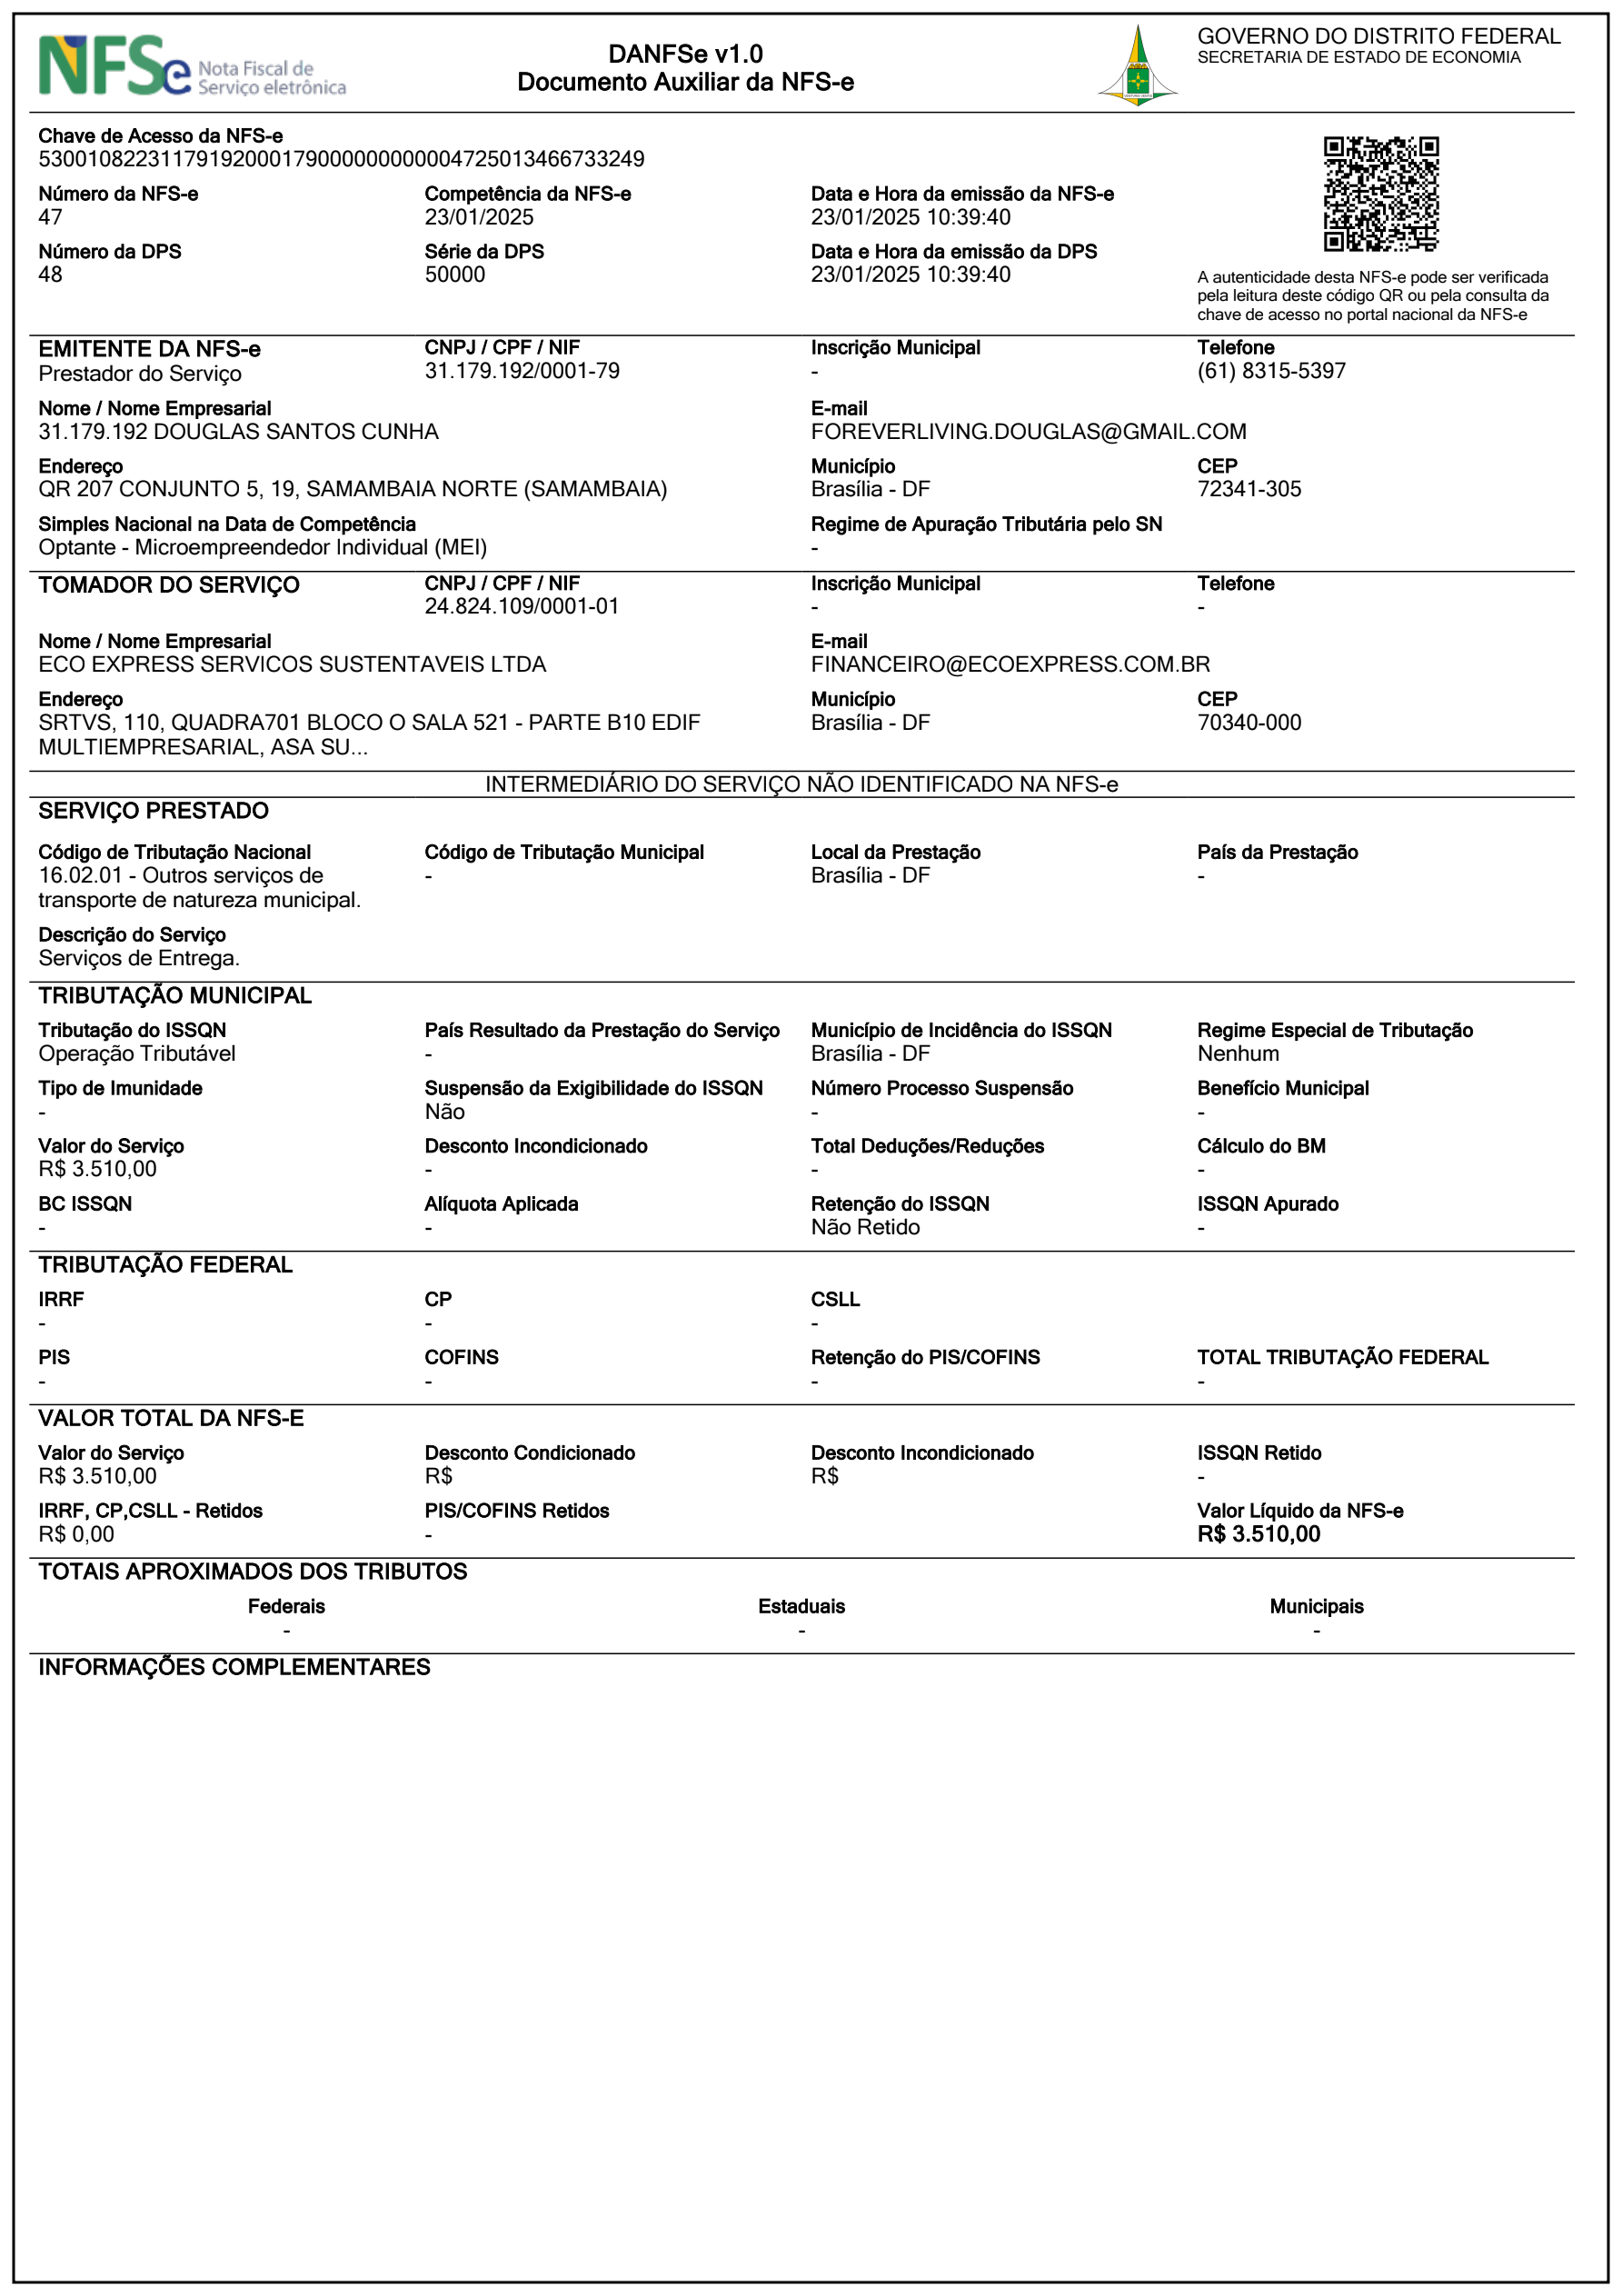 NFSe Nota Fiscal de Serviço eletrônica
DANFSe v1.0
Documento Auxiliar da NFS-e
GOVERNO DO DISTRITO FEDERAL
SECRETARIA DE ESTADO DE ECONOMIA
Chave de Acesso da NFS-e
53001082231179192000179000000000004725013466733249
Número da NFS-e Competência da NFS-e Data e Hora da emissão da NFS-e
47 23/01/2025 23/01/2025 10:39:40
Número da DPS Série da DPS Data e Hora da emissão da DPS
48 50000 23/01/2025 10:39:40
A autenticidade desta NFS-e pode ser verificada
pela leitura deste código QR ou pela consulta da
chave de acesso no portal nacional da NFS-e
EMITENTE DA NFS-e CNPJ / CPF / NIF Inscrição Municipal Telefone
Prestador do Serviço 31.179.192/0001-79 - (61) 8315-5397
Nome / Nome Empresarial E-mail
31.179.192 DOUGLAS SANTOS CUNHA FOREVERLIVING.DOUGLAS@GMAIL.COM
Endereço Município CEP
QR 207 CONJUNTO 5, 19, SAMAMBAIA NORTE (SAMAMBAIA) Brasília - DF 72341-305
Simples Nacional na Data de Competência Regime de Apuração Tributária pelo SN
Optante - Microempreendedor Individual (MEI) -
TOMADOR DO SERVIÇO CNPJ / CPF / NIF Inscrição Municipal Telefone
24.824.109/0001-01 - -
Nome / Nome Empresarial E-mail
ECO EXPRESS SERVICOS SUSTENTAVEIS LTDA FINANCEIRO@ECOEXPRESS.COM.BR
Endereço Município CEP
SRTVS, 110, QUADRA701 BLOCO O SALA 521 - PARTE B10 EDIF Brasília - DF 70340-000
MULTIEMPRESARIAL, ASA SU...
INTERMEDIÁRIO DO SERVIÇO NÃO IDENTIFICADO NA NFS-e
SERVIÇO PRESTADO
Código de Tributação Nacional Código de Tributação Municipal Local da Prestação País da Prestação
16.02.01 - Outros serviços de - Brasília - DF -
transporte de natureza municipal.
Descrição do Serviço
Serviços de Entrega.
TRIBUTAÇÃO MUNICIPAL
Tributação do ISSQN País Resultado da Prestação do Serviço Município de Incidência do ISSQN Regime Especial de Tributação
Operação Tributável - Brasília - DF Nenhum
Tipo de Imunidade Suspensão da Exigibilidade do ISSQN Número Processo Suspensão Benefício Municipal
- Não - -
Valor do Serviço Desconto Incondicionado Total Deduções/Reduções Cálculo do BM
R$ 3.510,00 - - -
BC ISSQN Alíquota Aplicada Retenção do ISSQN ISSQN Apurado
- - Não Retido -
TRIBUTAÇÃO FEDERAL
IRRF CP CSLL
- - -
PIS COFINS Retenção do PIS/COFINS TOTAL TRIBUTAÇÃO FEDERAL
- - - -
VALOR TOTAL DA NFS-E
Valor do Serviço Desconto Condicionado Desconto Incondicionado ISSQN Retido
R$ 3.510,00 R$ R$ -
IRRF, CP,CSLL - Retidos PIS/COFINS Retidos Valor Líquido da NFS-e
R$ 0,00 - R$ 3.510,00
TOTAIS APROXIMADOS DOS TRIBUTOS
Federais Estaduais Municipais
- - -
INFORMAÇÕES COMPLEMENTARES